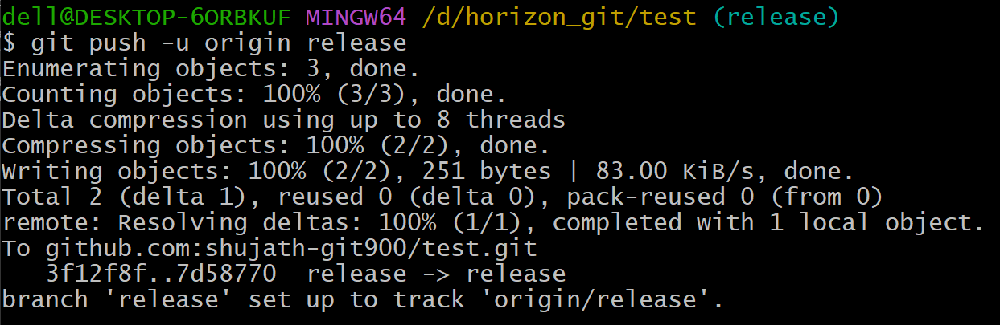 dell@DESKTOP-6ORBKUF MINGW64 /d/horizon_git/test (release)
$ git push -u origin release
Enumerating objects: 3, done.
Counting objects: 100% (3/3), done.
Delta compression using up to 8 threads
Compressing objects: 100% (2/2), done.
Writing objects: 100% (2/2), 251 bytes | 83.00 KiB/s, done.
Total 2 (delta 1), reused 0 (delta 0), pack-reused 0 (from 0)
remote: Resolving deltas: 100% (1/1), completed with 1 local object.
To github.com:shujath-git900/test.git
   3f12f8f..7d58770  release -> release
branch 'release' set up to track 'origin/release'.